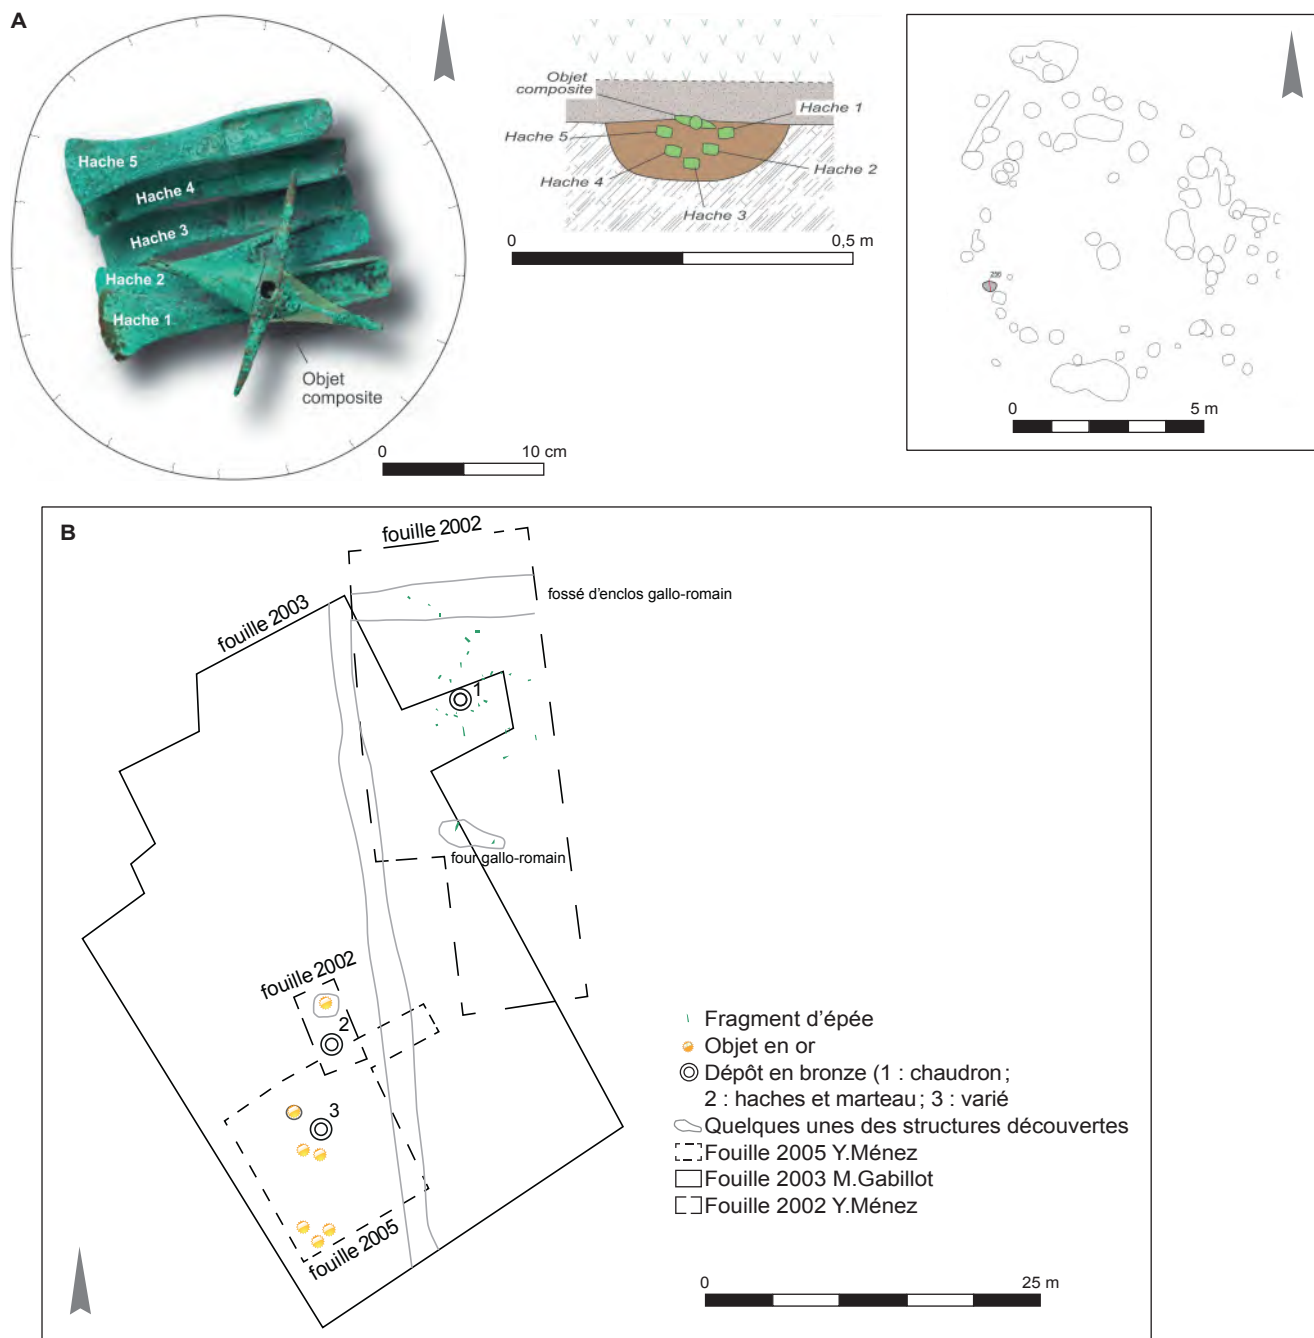 A
Hache 5
Hache 4
Hache 3
Hache 2
Hache 1
Objet
composite
0
10 cm
Objet
composite
Hache 1
Hache 5
Hache 2
Hache 4
Hache 3
0
0,5 m
236
0
5 m
B
fouille 2002
fossé d'enclos gallo-romain
fouille 2003
1
four gallo-romain
fouille 2002
2
3
fouille 2005
Fragment d'épée
Objet en or
Dépôt en bronze (1 : chaudron ;
2 : haches et marteau ; 3 : varié
Quelques unes des structures découvertes
Fouille 2005 Y.Ménez
Fouille 2003 M.Gabillot
Fouille 2002 Y.Ménez
0
25 m